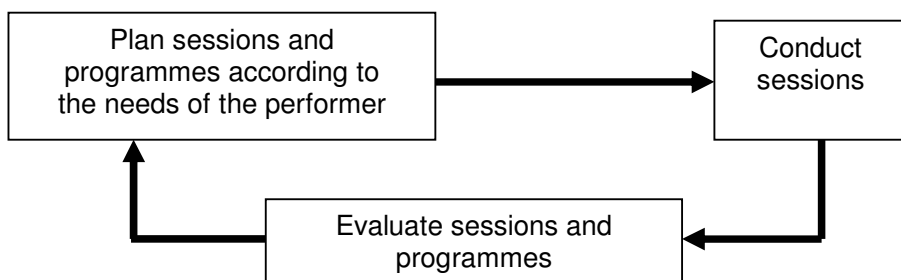 Plan sessions and
programmes according to
the needs of the performer
Conduct
sessions
Evaluate sessions and
programmes